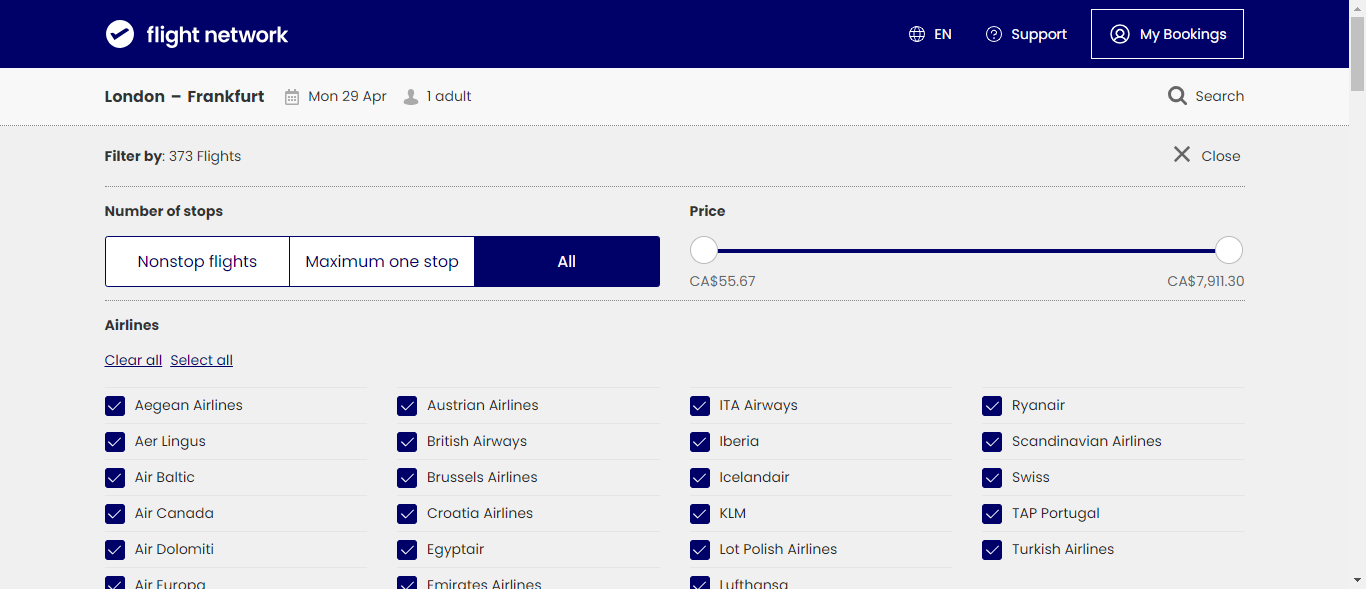 flight network
EN
Support
My Bookings
London – Frankfurt
Mon 29 Apr
1 adult
Search
Filter by: 373 Flights
Close
Number of stops
Nonstop flights
Maximum one stop
All
Price
CA$55.67
CA$7,911.30
Airlines
Clear all
Select all
Aegean Airlines
Aer Lingus
Air Baltic
Air Canada
Air Dolomiti
Air Europa
Austrian Airlines
British Airways
Brussels Airlines
Croatia Airlines
Egyptair
Emirates Airlines
ITA Airways
Iberia
Icelandair
KLM
Lot Polish Airlines
Lufthansa
Ryanair
Scandinavian Airlines
Swiss
TAP Portugal
Turkish Airlines